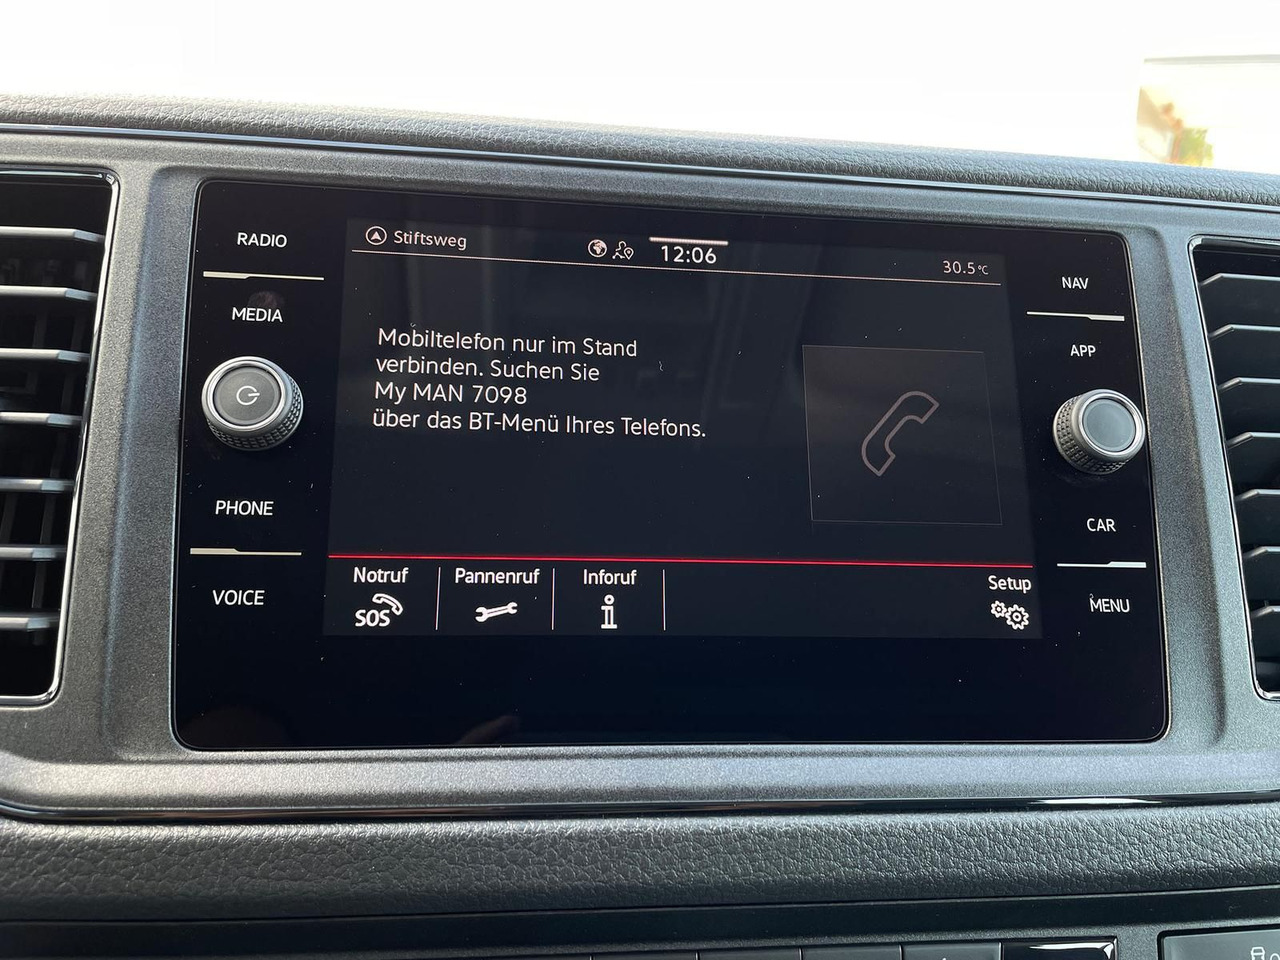 RADIO
MEDIA
PHONE
VOICE
Stiftsweg
12:06
30.5°C
Mobiltelefon nur im Stand
verbinden. Suchen Sie
My MAN 7098
über das BT-Menü Ihres Telefons.
Notruf
SOS
Pannenruf
Inforuf
i
Setup
NAV
APP
CAR
MENU